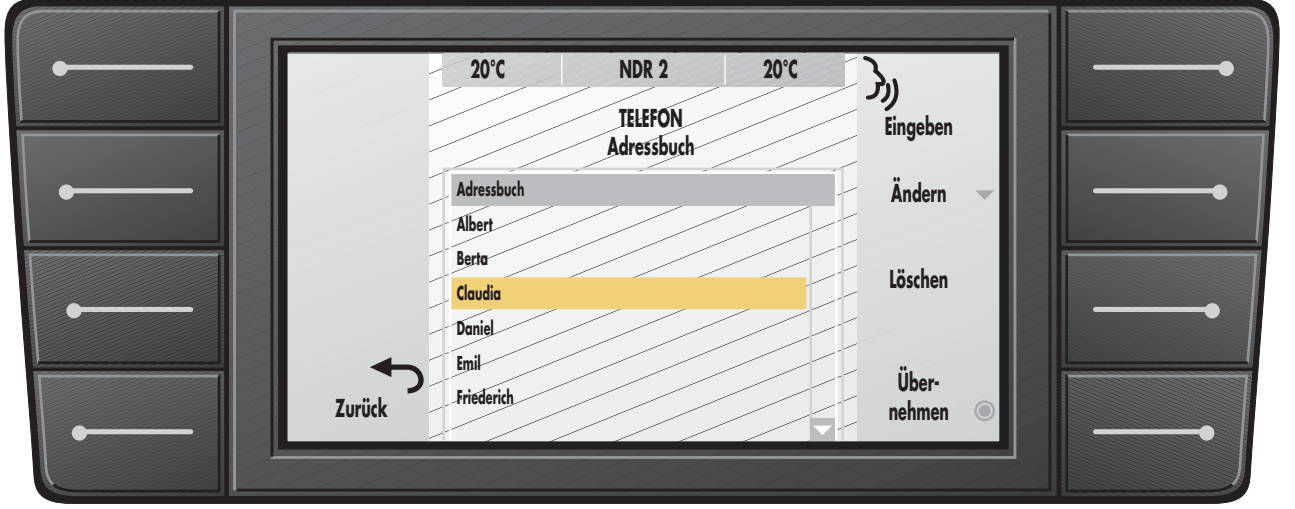 20°C NDR 2 20°C
TELEFON
Adressbuch
Adressbuch
Albert
Berta
Claudia
Daniel
Emil
Friederich
Zurück
Eingeben
Ändern
Löschen
Über-
nehmen